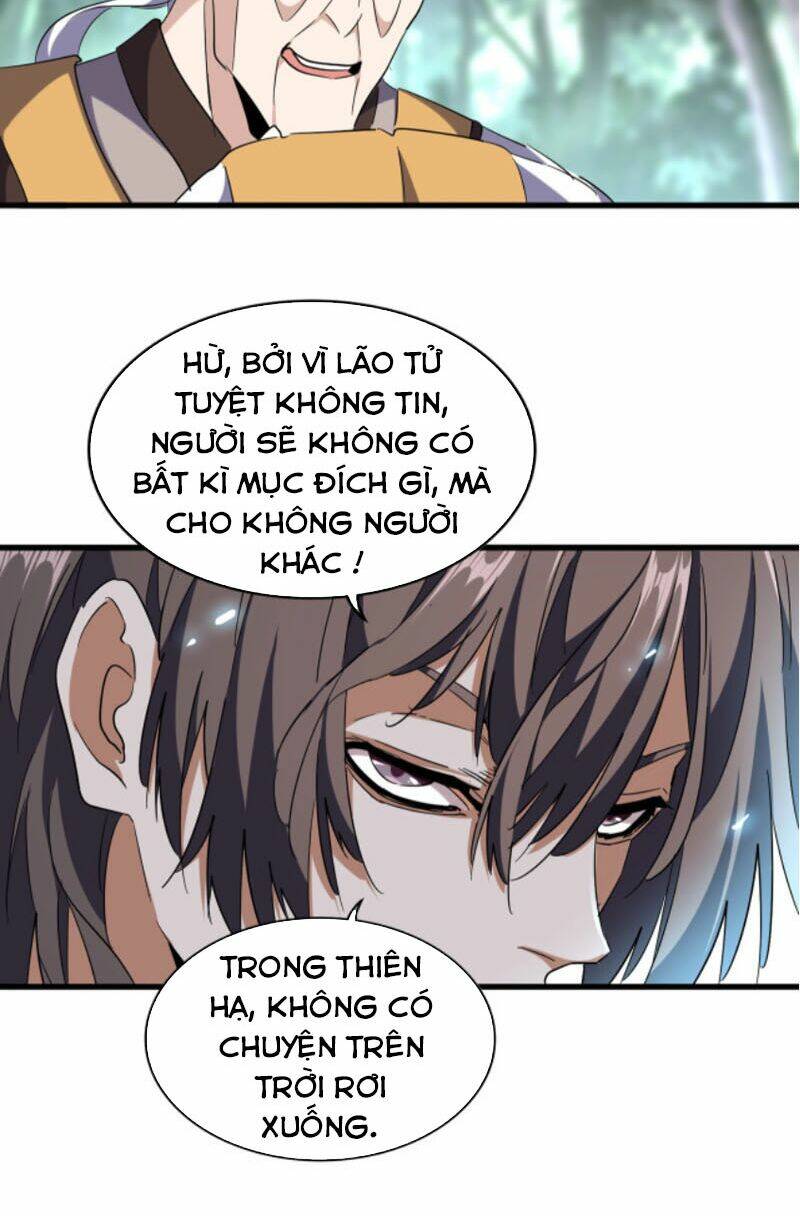 HỪ, BỞI VÌ LÃO TỬ
TUYỆT KHÔNG TIN,
NGƯỜI SẼ KHÔNG CÓ
BẤT KÌ MỤC ĐÍCH GÌ, MÀ
CHO KHÔNG NGƯỜI
KHÁC !
TRONG THIÊN
HẠ, KHÔNG CÓ
CHUYỆN TRÊN
TRỜI RƠI
XUỐNG.